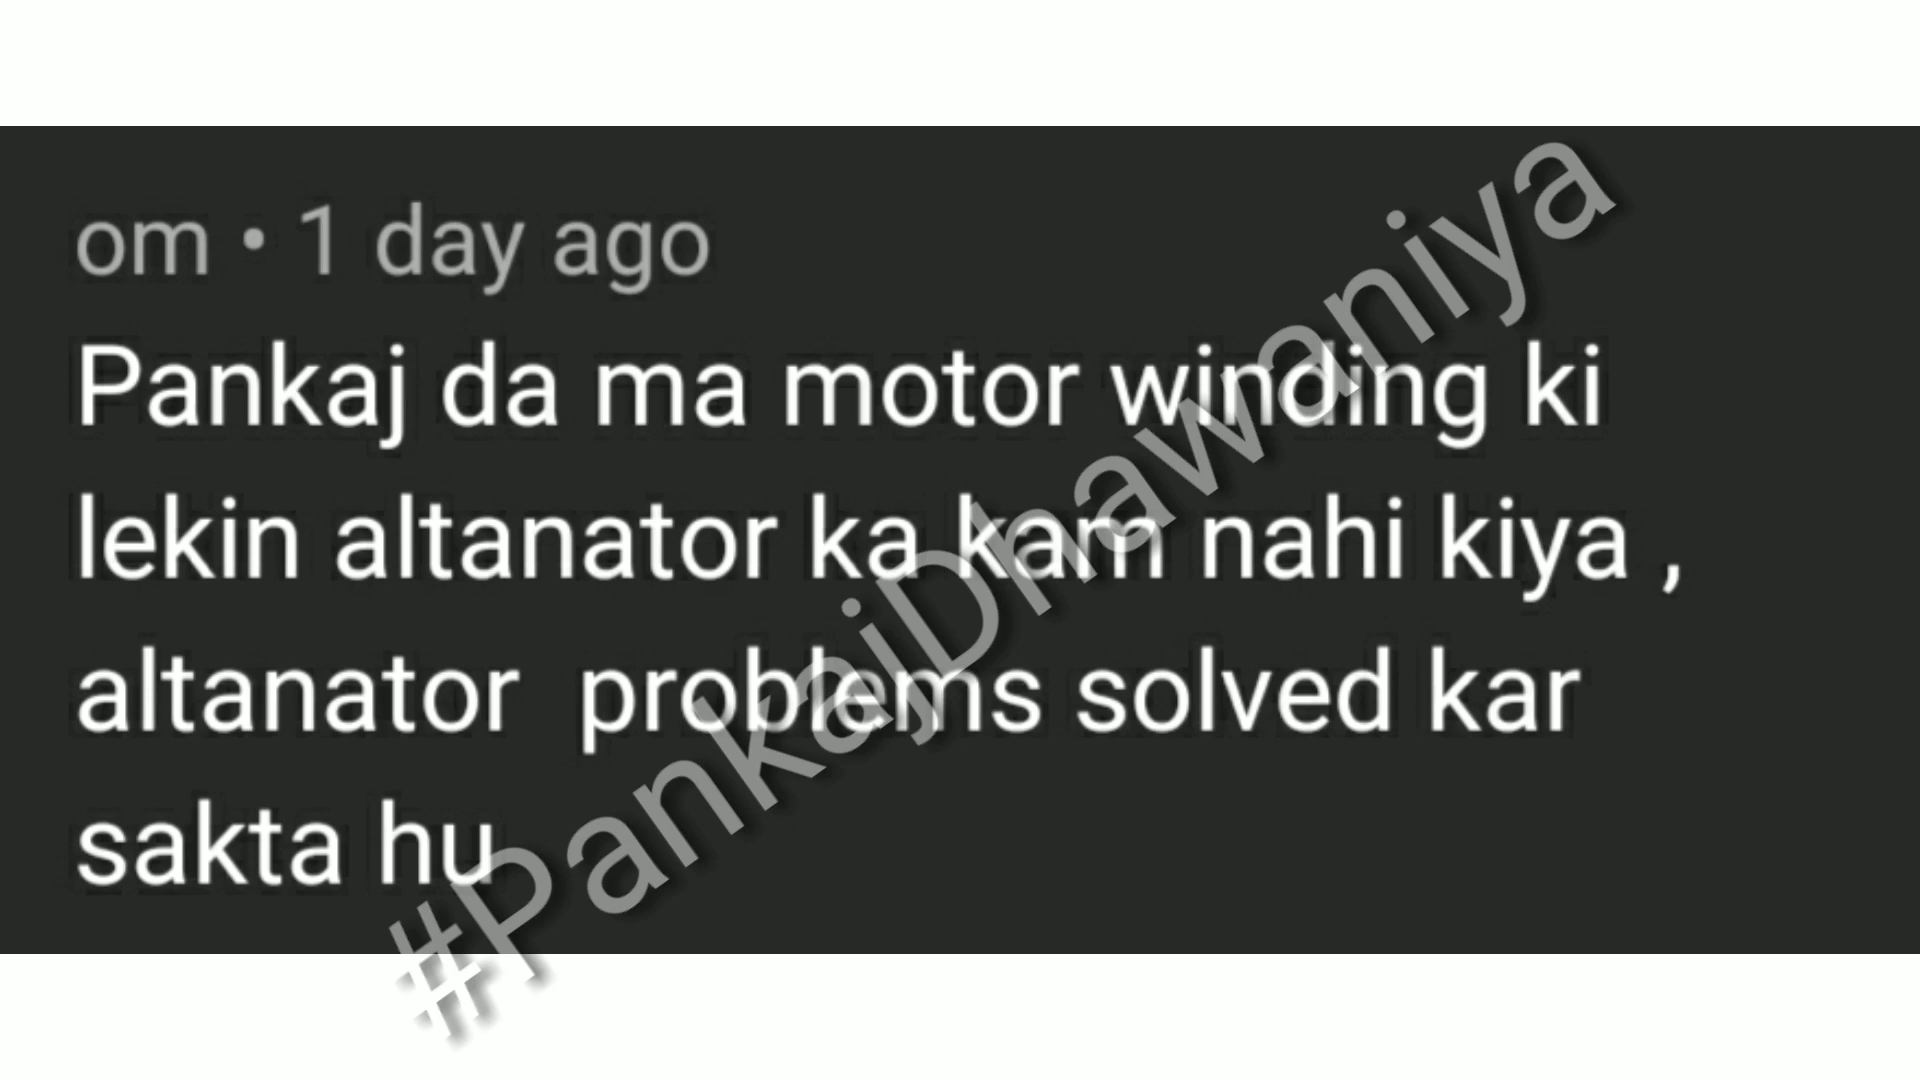 om • 1 day ago
Pankaj da ma motor winding ki
lekin altanator ka kam nahi kiya ,
altanator  problems solved kar
sakta hu
#PankajDhawaniya